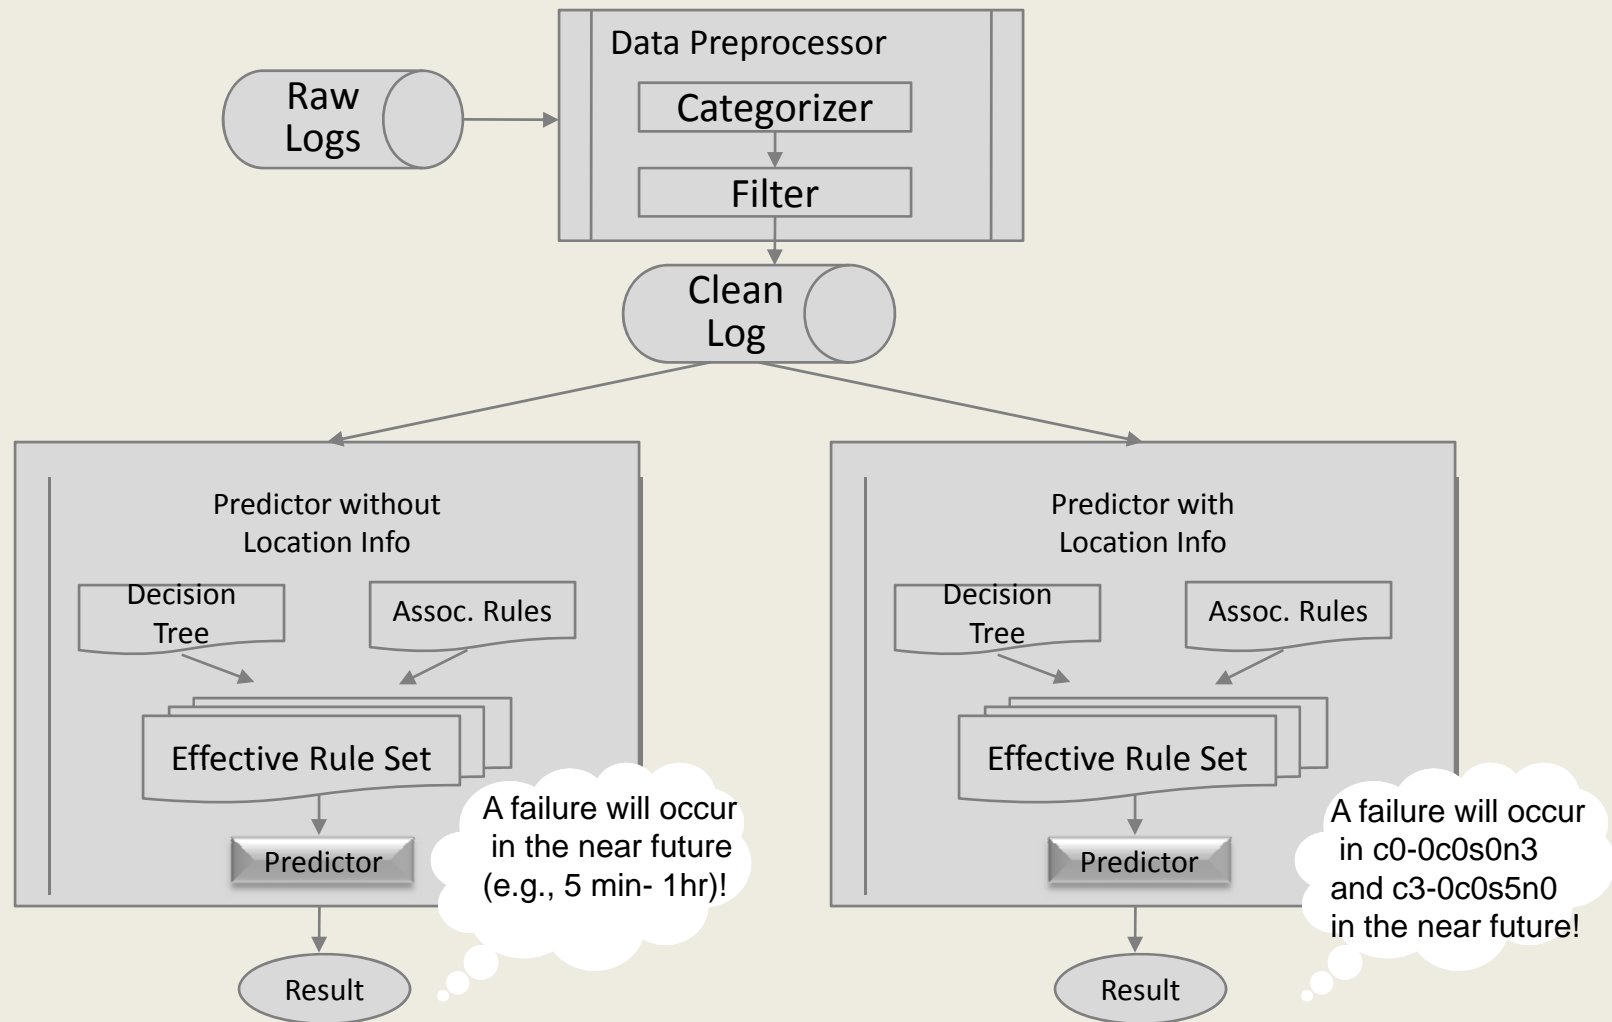 Data Preprocessor
Raw
Logs
Categorizer
Filter
Clean
Log
Predictor without
Location Info
Decision
Tree
Assoc. Rules
Effective Rule Set
Predictor
A failure will occur
in the near future
(e.g., 5 min- 1hr)!
Result
Predictor with
Location Info
Decision
Tree
Assoc. Rules
Effective Rule Set
Predictor
A failure will occur
in c0-0c0s0n3
and c3-0c0s5n0
in the near future!
Result